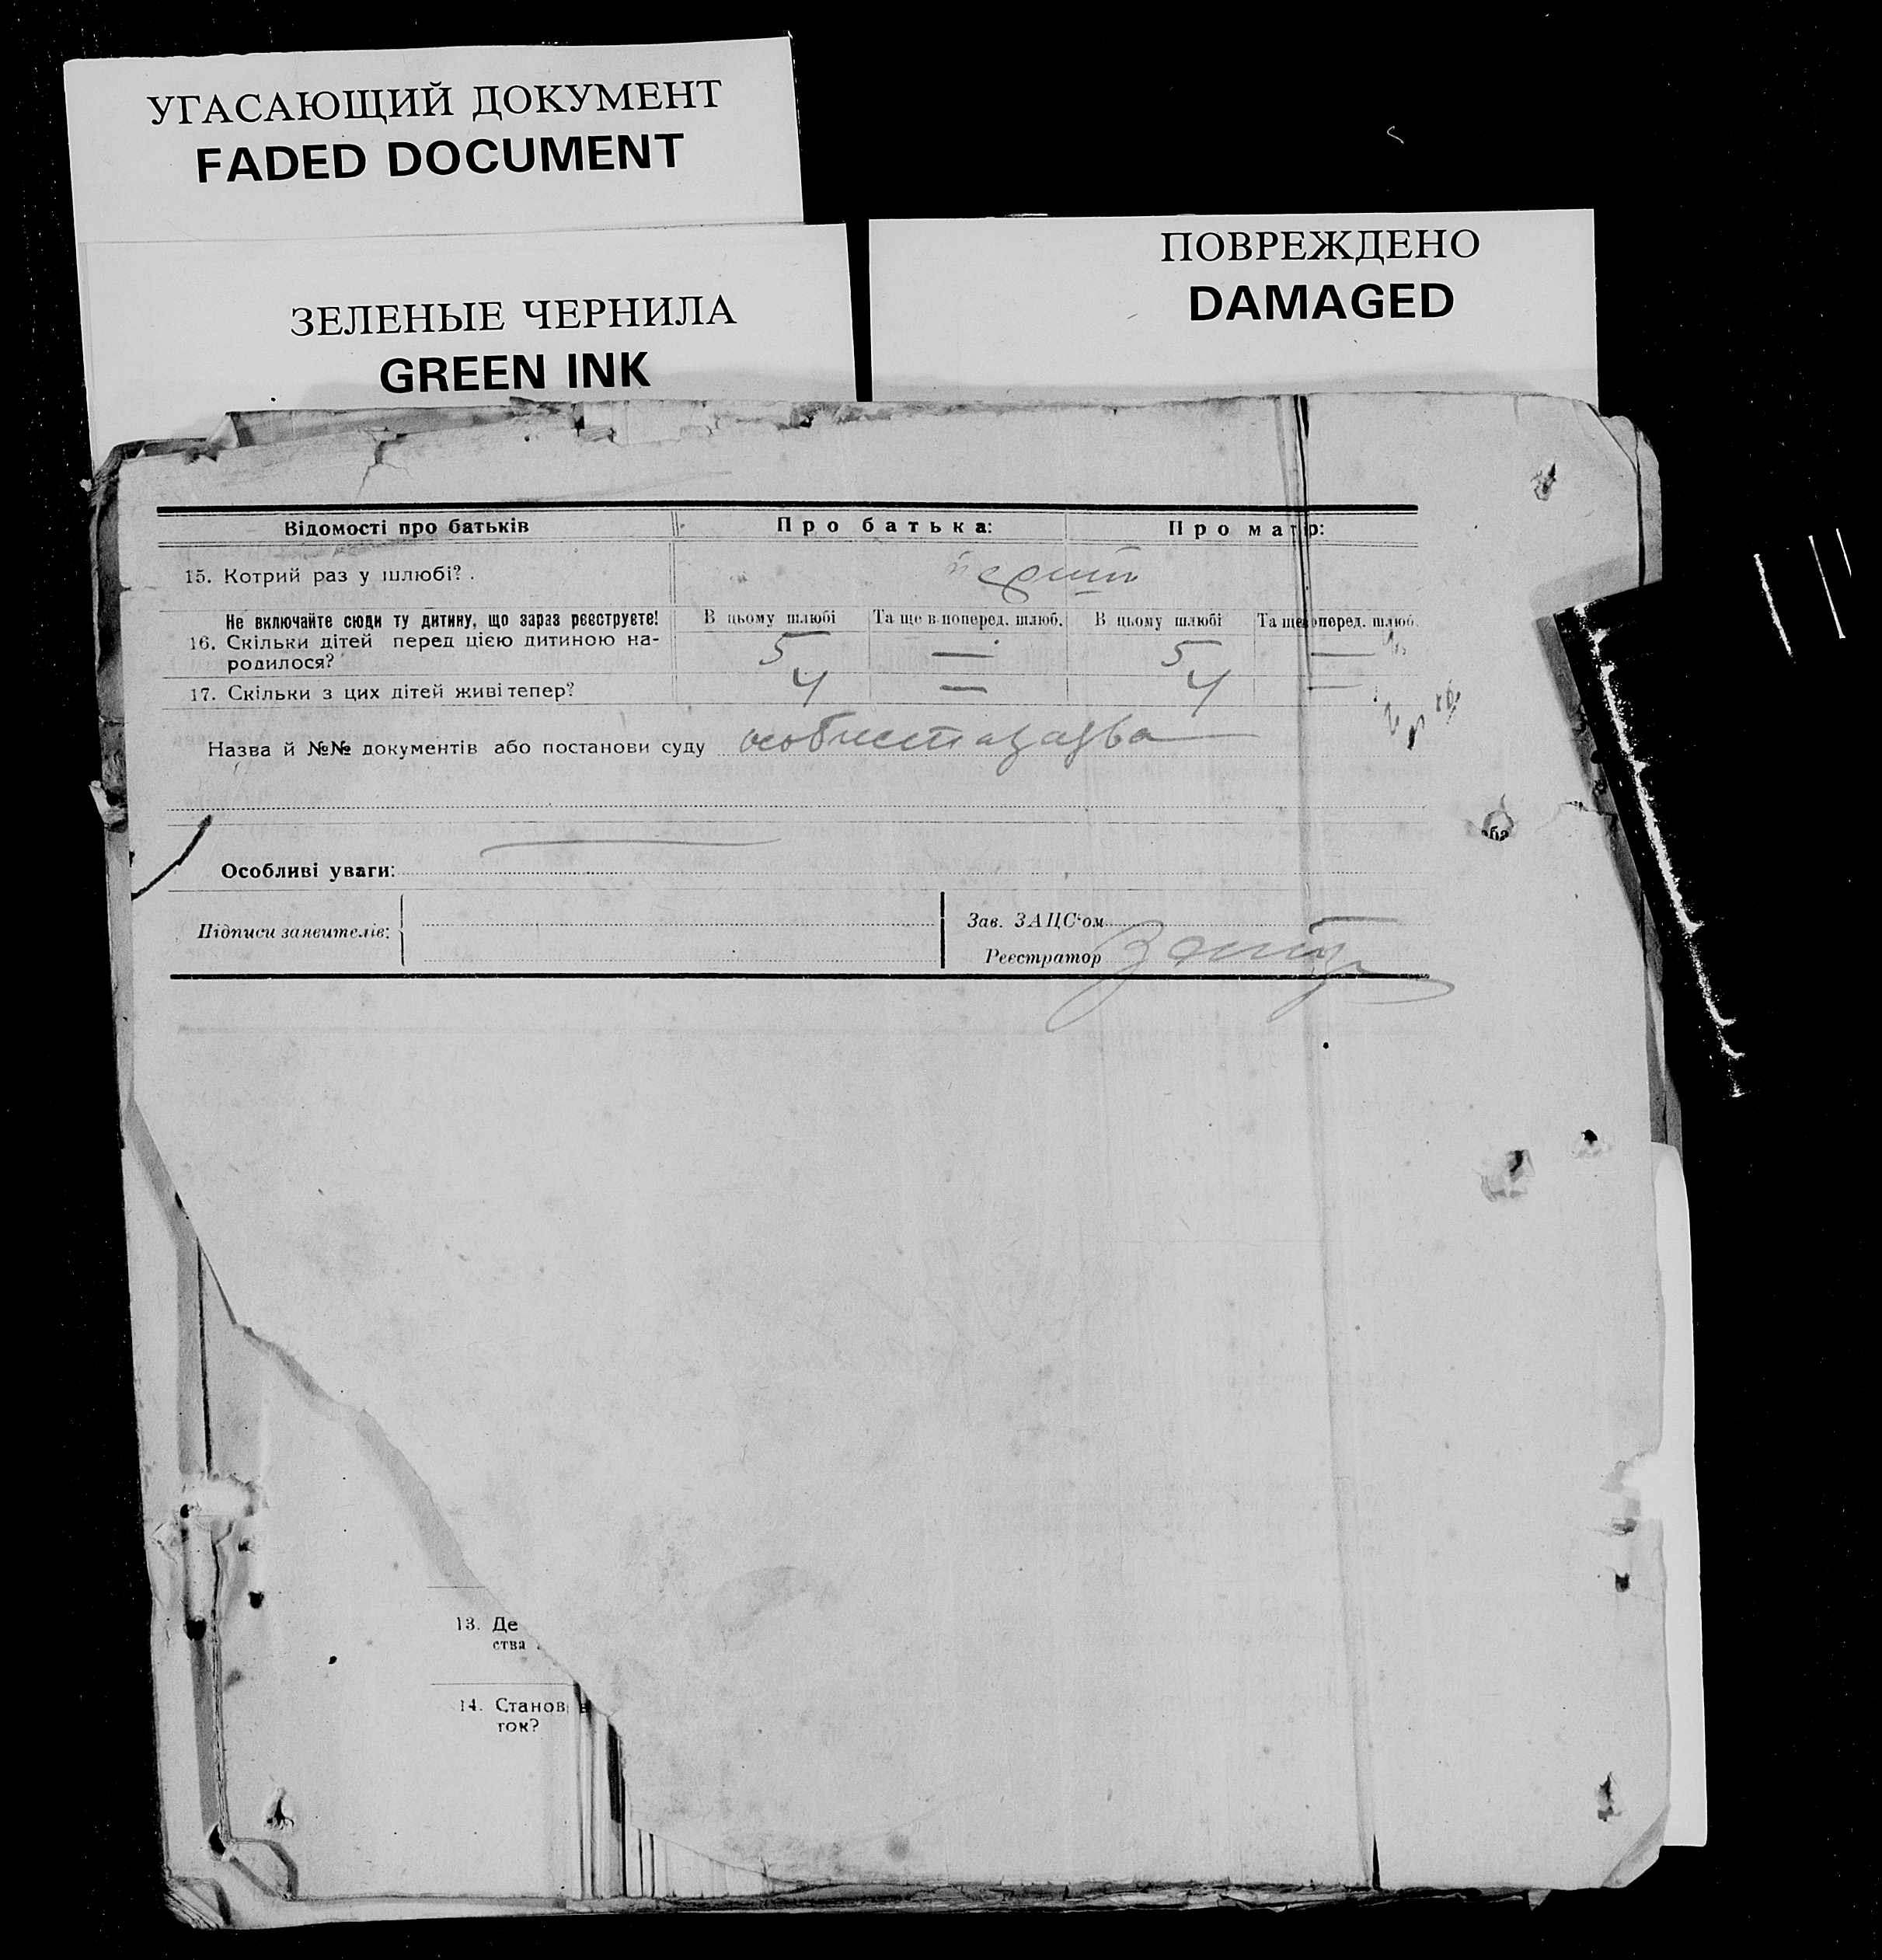 УГАСАЮЩИЙ ДОКУМЕНТ
FADED DOCUMENT
ЗЕЛЕНЫЕ ЧЕРНИЛА
GREEN INK
ПОВРЕЖДЕНО
DAMAGED
Відомості про батьків Про батька: Про матір:
15. Котрий раз у шлюбі? . перший
Не включайте сюди ту дитину, що зараз реєструєте! В цьому шлюбі Та ще в поперед. шлюб. В цьому шлюбі Та ще поперед. шлюб.
16. Скільки дітей перед цією дитиною на-
родилося? 5 — 5 —
17. Скільки з цих дітей живі тепер? 4 — 4 —
Назва й №№ документів або постанови суду особиста заява
оба
Особливі уваги:
Підписи заявителів: Зав. ЗАЦС'ом
Реєстратор
13. Де
ства .
14. Станов
ток?